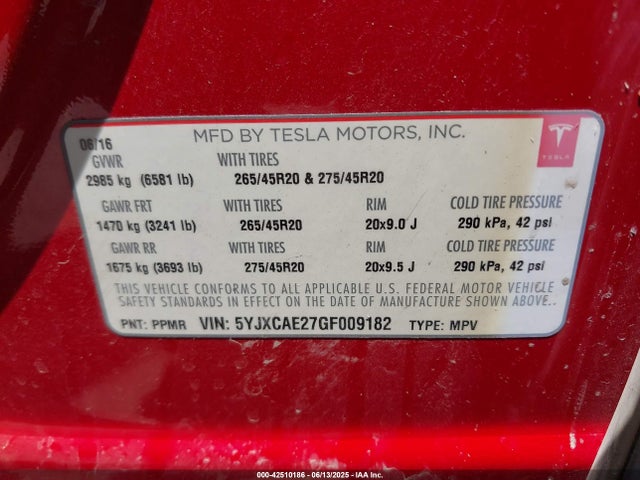 MFD BY TESLA MOTORS, INC.
TESLA
06/16
GVWR WITH TIRES
2985 kg (6581 lb) 265/45R20 & 275/45R20
GAWR FRT WITH TIRES RIM COLD TIRE PRESSURE
1470 kg (3241 lb) 265/45R20 20x9.0 J 290 kPa, 42 psi
GAWR RR WITH TIRES RIM COLD TIRE PRESSURE
1675 kg (3693 lb) 275/45R20 20x9.5 J 290 kPa, 42 psi
THIS VEHICLE CONFORMS TO ALL APPLICABLE U.S. FEDERAL MOTOR VEHICLE
SAFETY STANDARDS IN EFFECT ON THE DATE OF MANUFACTURE SHOWN ABOVE.
PNT: PPMR VIN: 5YJXCAE27GF009182 TYPE: MPV
000-42510186 - 06/13/2025 - IAA Inc.